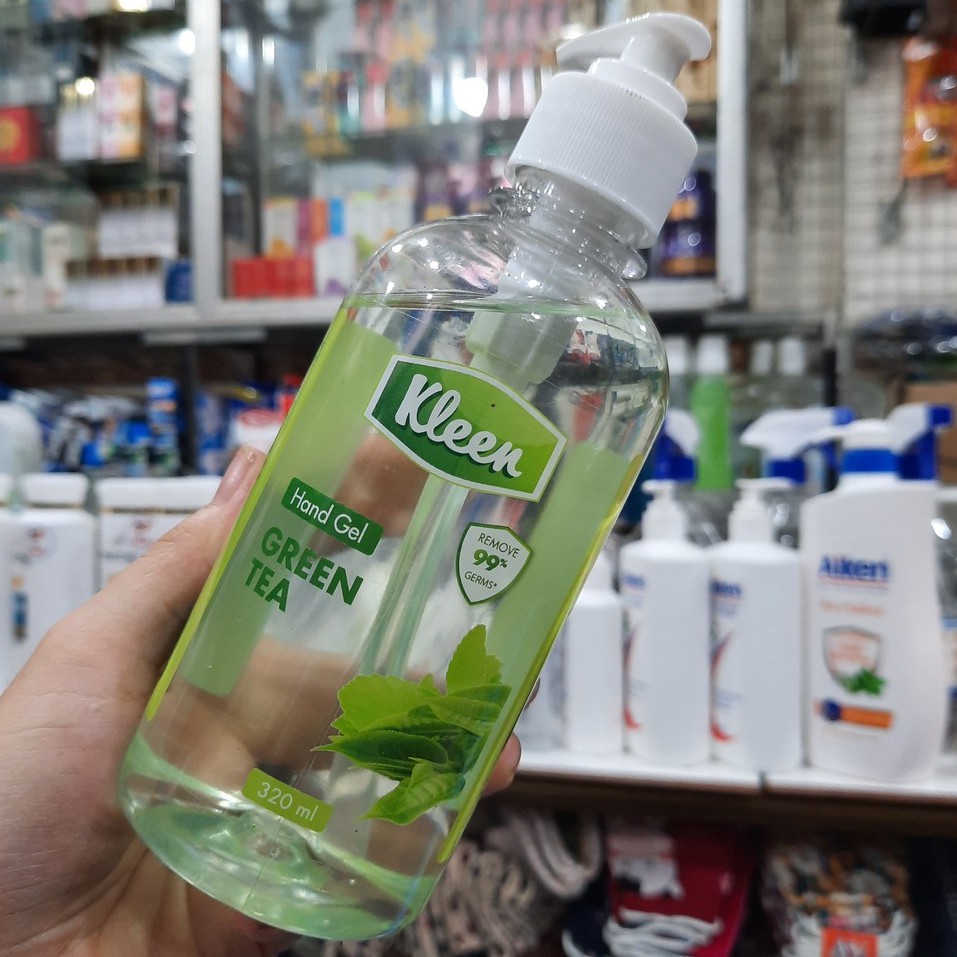 Kleen
Hand Gel
GREEN
TEA
REMOVE
99%
GERMS*
320 ml
Aiken